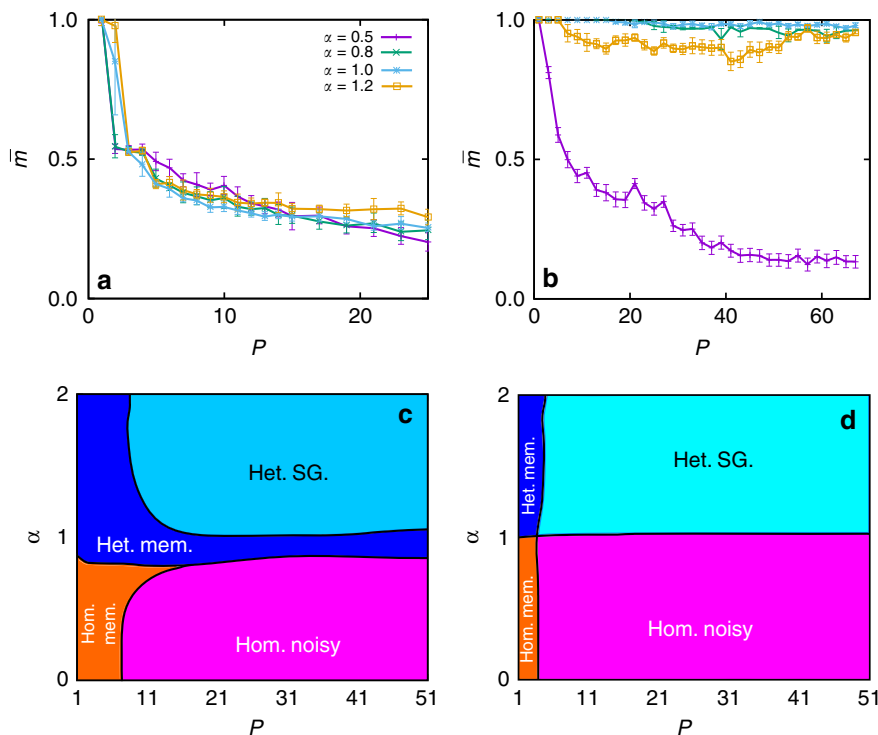 1.0
0.5
0.0
m̅
0
10
20
P
a
α = 0.5
α = 0.8
α = 1.0
α = 1.2
1.0
0.5
0.0
m̅
0
20
40
60
P
b
2
1
0
α
1
11
21
31
41
51
P
c
Het. SG.
Het. mem.
Hom. mem.
Hom. noisy
2
1
0
α
1
11
21
31
41
51
P
d
Het. mem.
Het. SG.
Hom. mem.
Hom. noisy